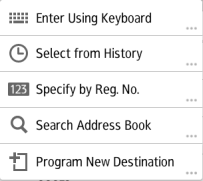 Enter Using Keyboard
Select from History
123 Specify by Reg. No.
Search Address Book
Program New Destination